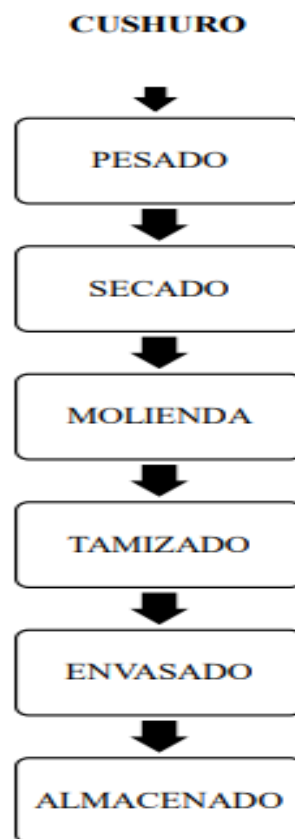 CUSHURO
PESADO
SECADO
MOLIENDA
TAMIZADO
ENVASADO
ALMACENADO